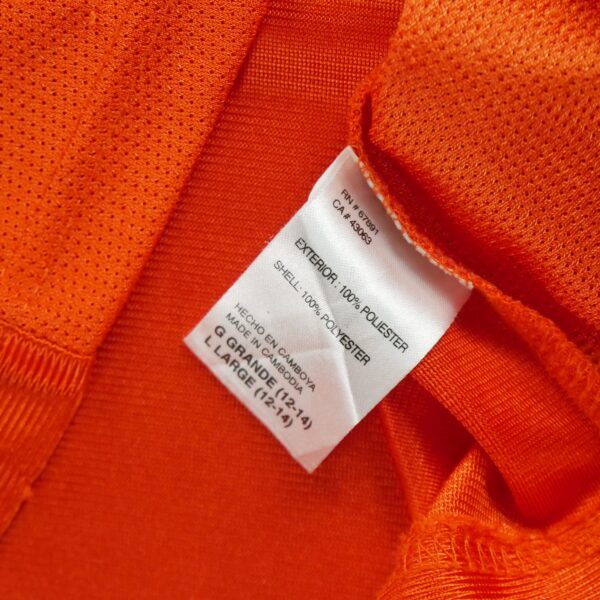 RN # 67891
CA # 43063
EXTERIOR: 100% POLIESTER
SHELL: 100% POLYESTER
HECHO EN CAMBOYA
MADE IN CAMBODIA
G GRANDE (12-14)
L LARGE (12-14)